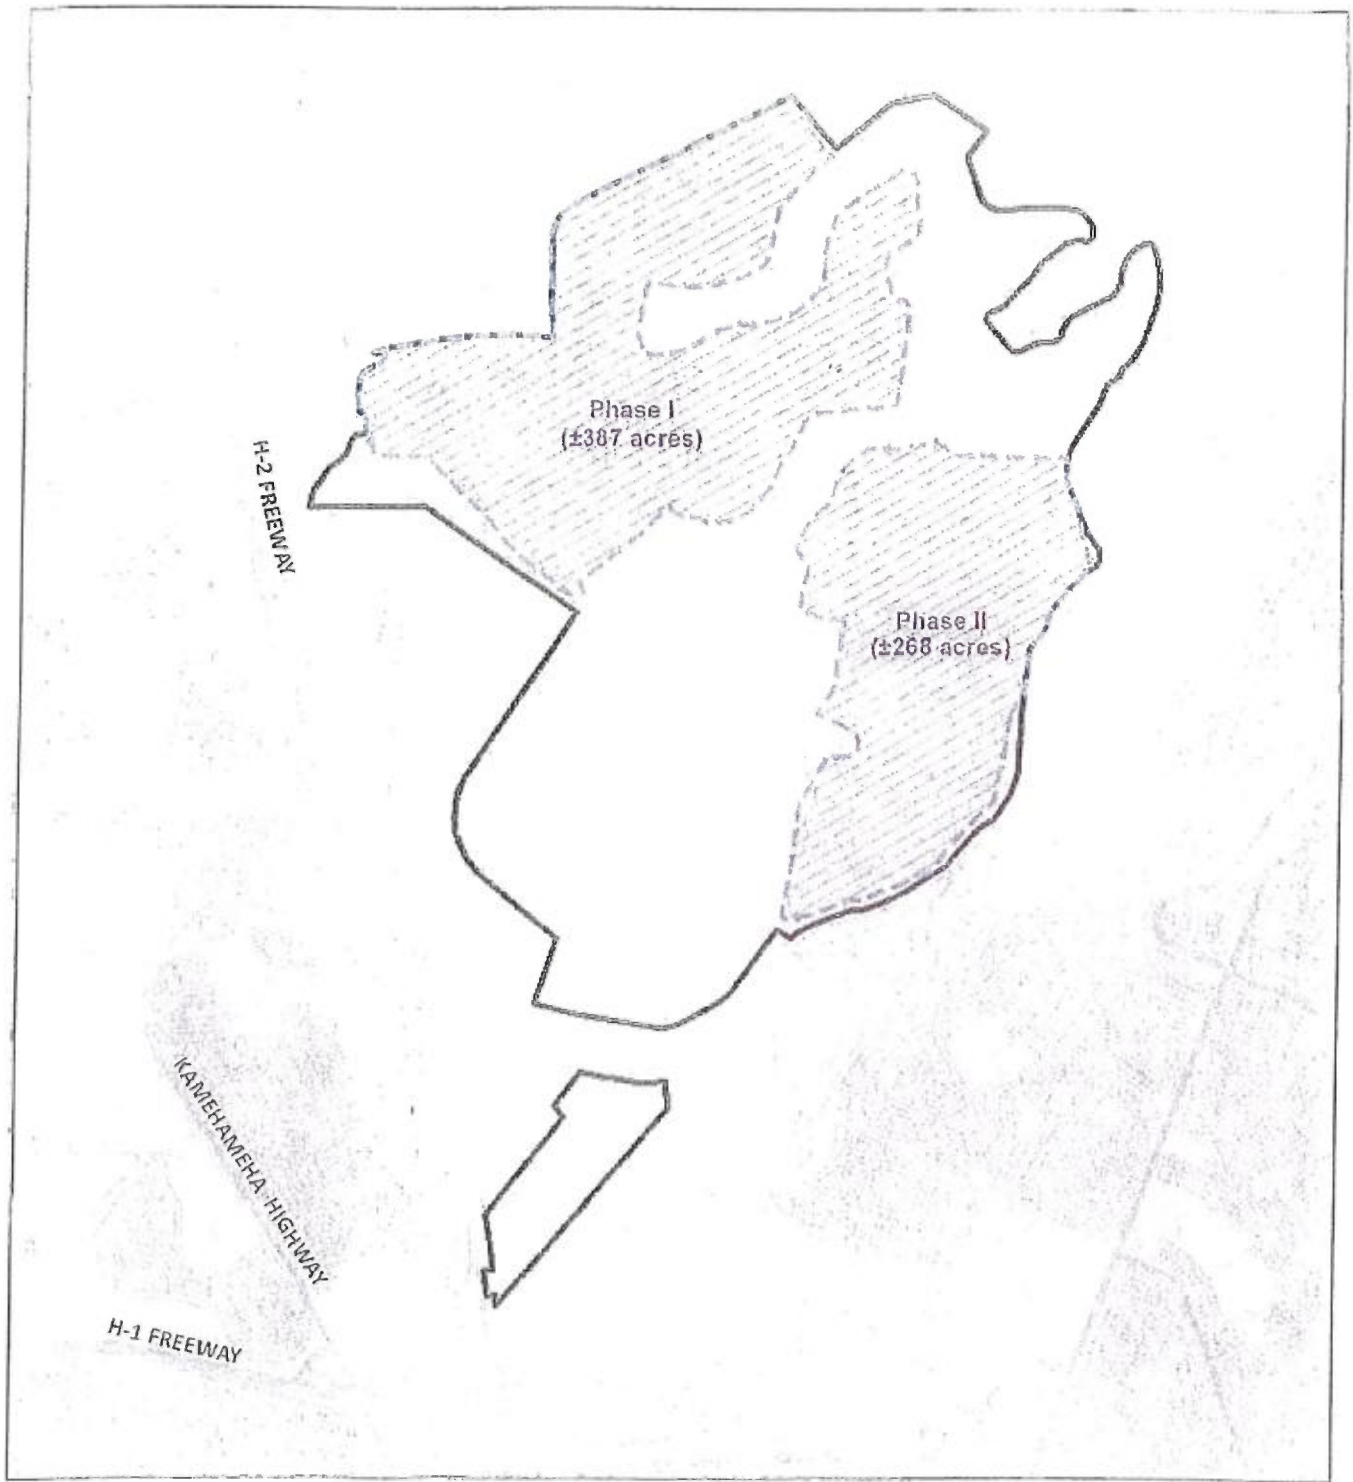 Phase I
(±387 acres)
H-2 FREEWAY
Phase II
(±268 acres)
KAMEHAMEHA HIGHWAY
H-1 FREEWAY